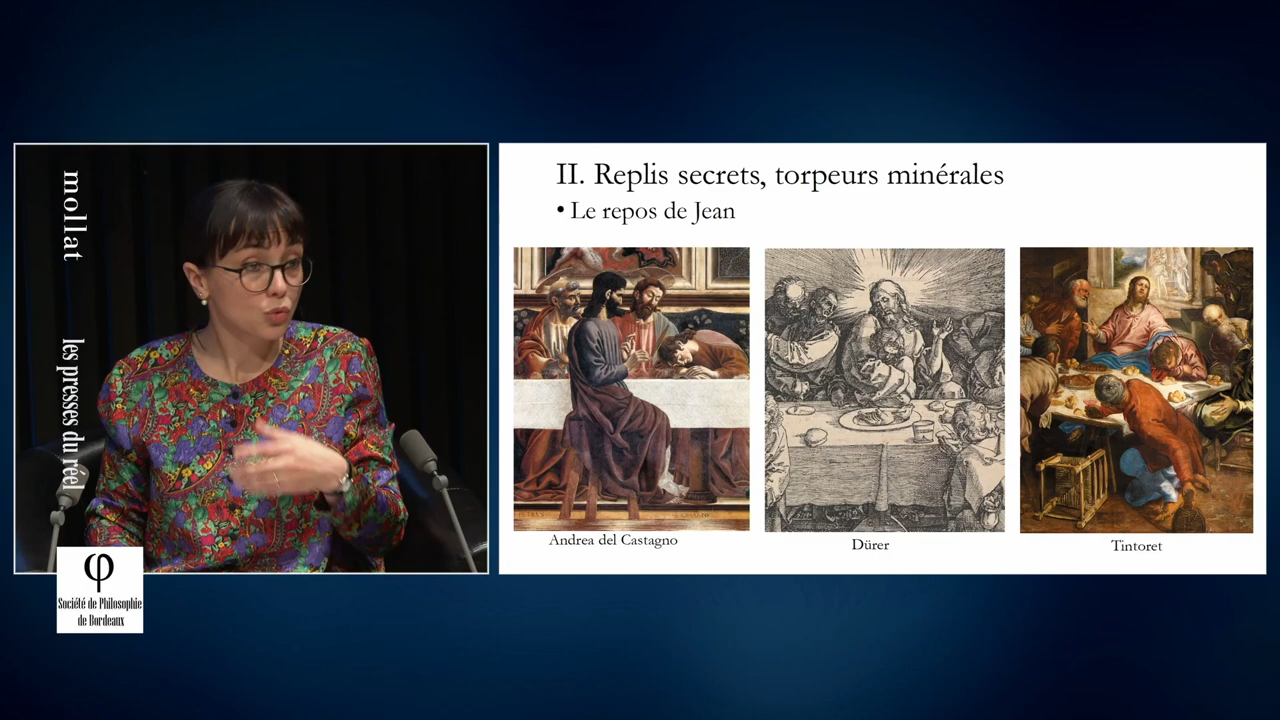 mollat
les presses du réel
φ
Société de Philosophie
de Bordeaux
II. Replis secrets, torpeurs minérales
• Le repos de Jean
Andrea del Castagno
Dürer
Tintoret